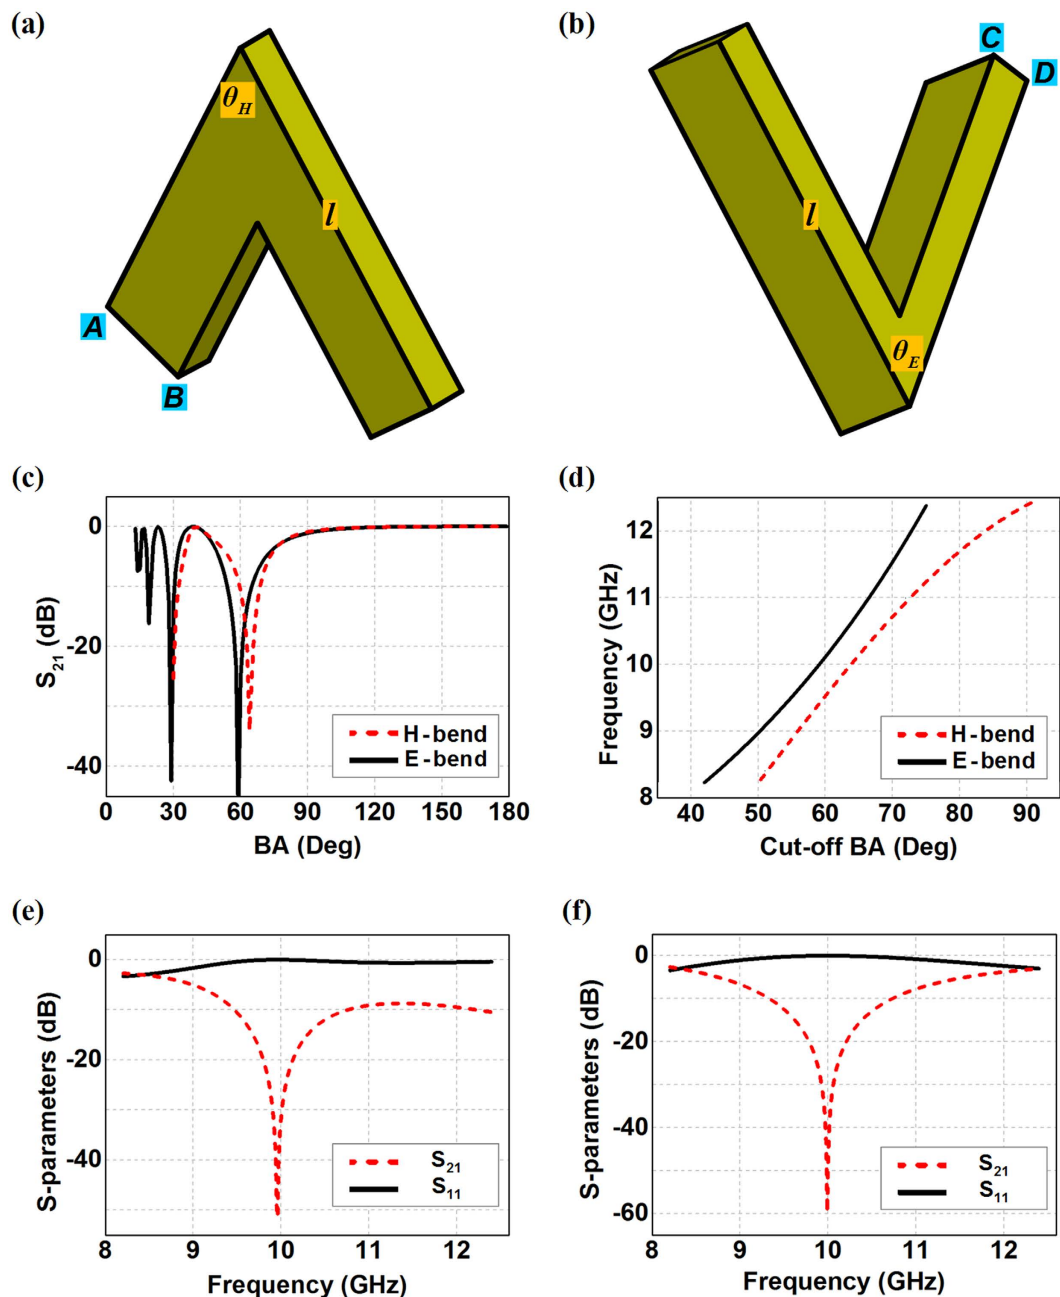 (a)
θH
l
A
B
(b)
C
D
l
θE
(c)
S21 (dB)
0
-20
-40
H-bend
E-bend
0 30 60 90 120 150 180
BA (Deg)
(d)
Frequency (GHz)
12
11
10
9
8
H-bend
E-bend
40 50 60 70 80 90
Cut-off BA (Deg)
(e)
S-parameters (dB)
0
-20
-40
S21
S11
8 9 10 11 12
Frequency (GHz)
(f)
S-parameters (dB)
0
-20
-40
-60
S21
S11
8 9 10 11 12
Frequency (GHz)